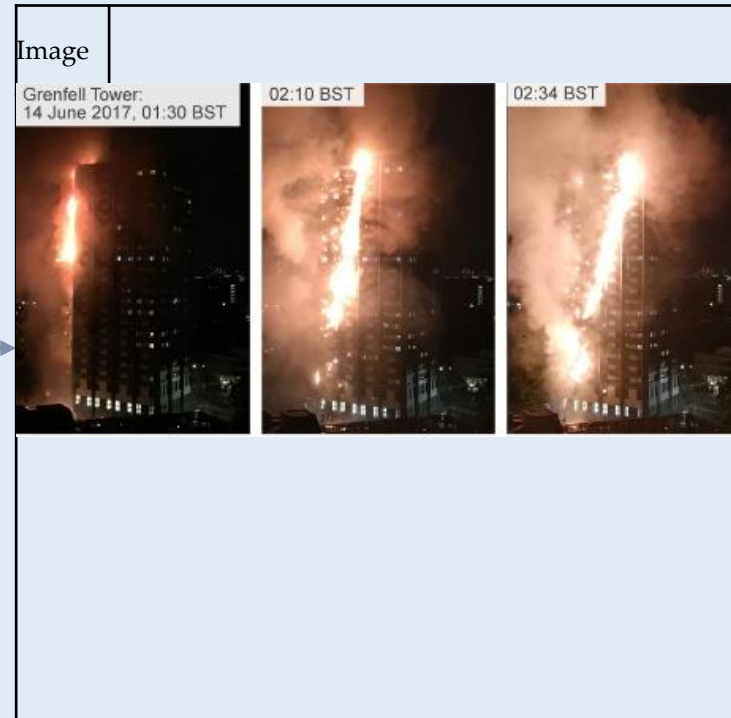 Image
Grenfell Tower:
14 June 2017, 01:30 BST
02:10 BST
02:34 BST